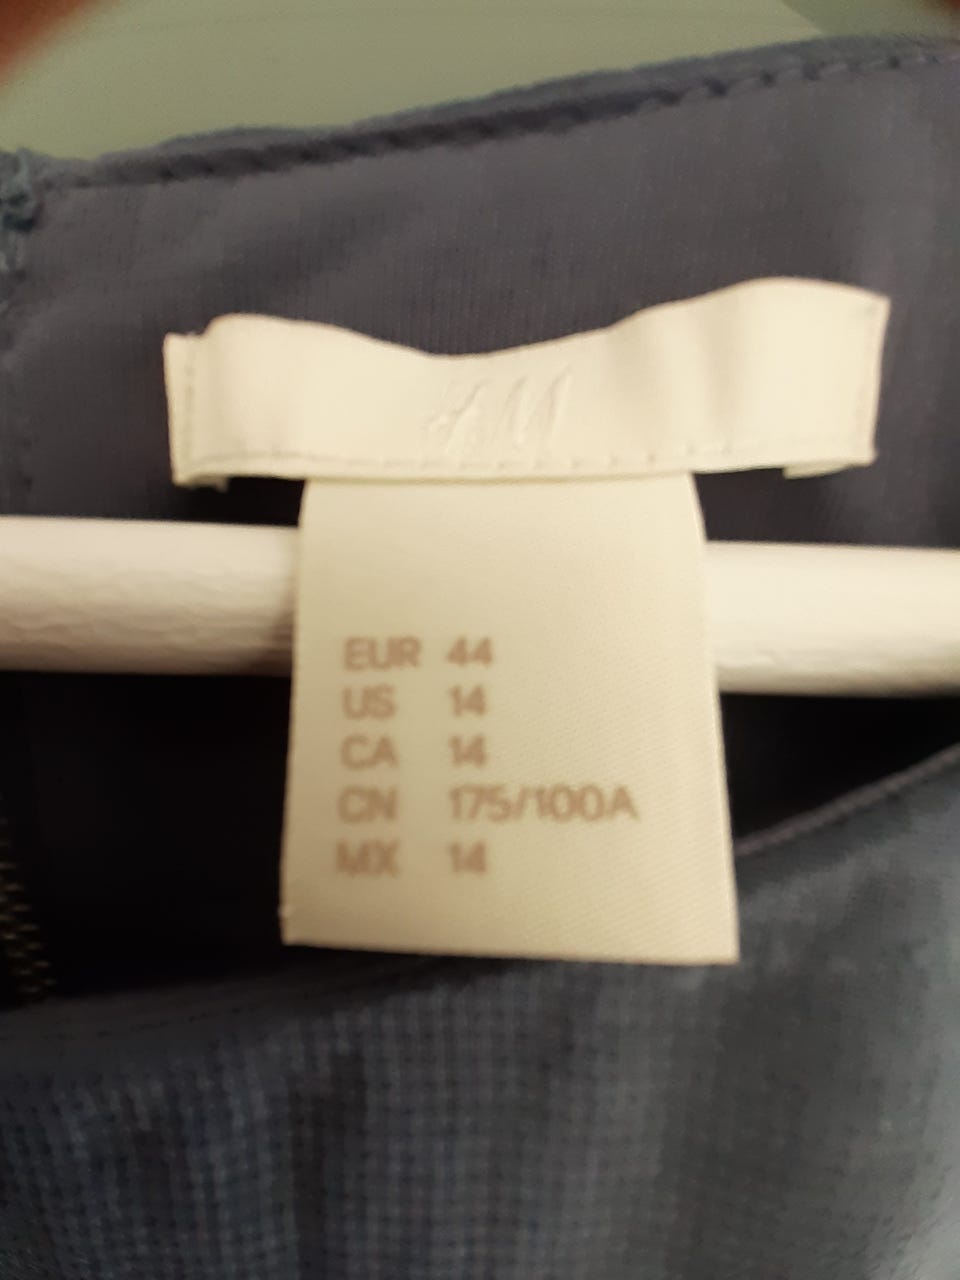 H&M
EUR 44
US 14
CA 14
CN 175/100A
MX 14